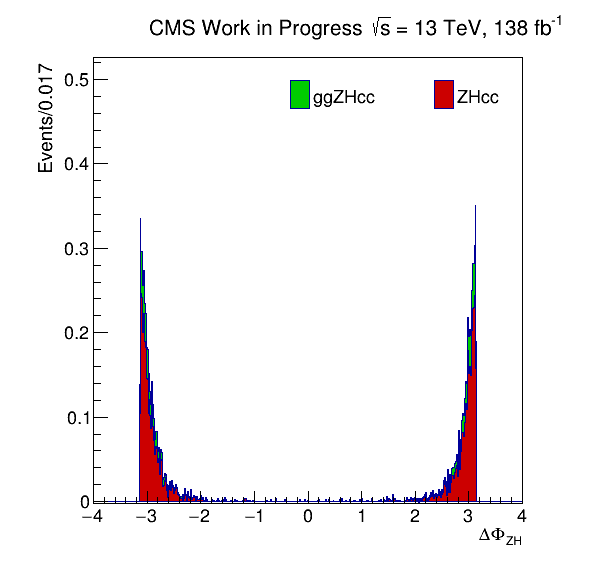 CMS Work in Progress √s = 13 TeV, 138 fb⁻¹
Events/0.017
ggZHcc ZHcc
0.5
0.4
0.3
0.2
0.1
0
−4 −3 −2 −1 0 1 2 3 4
ΔΦ_ZH